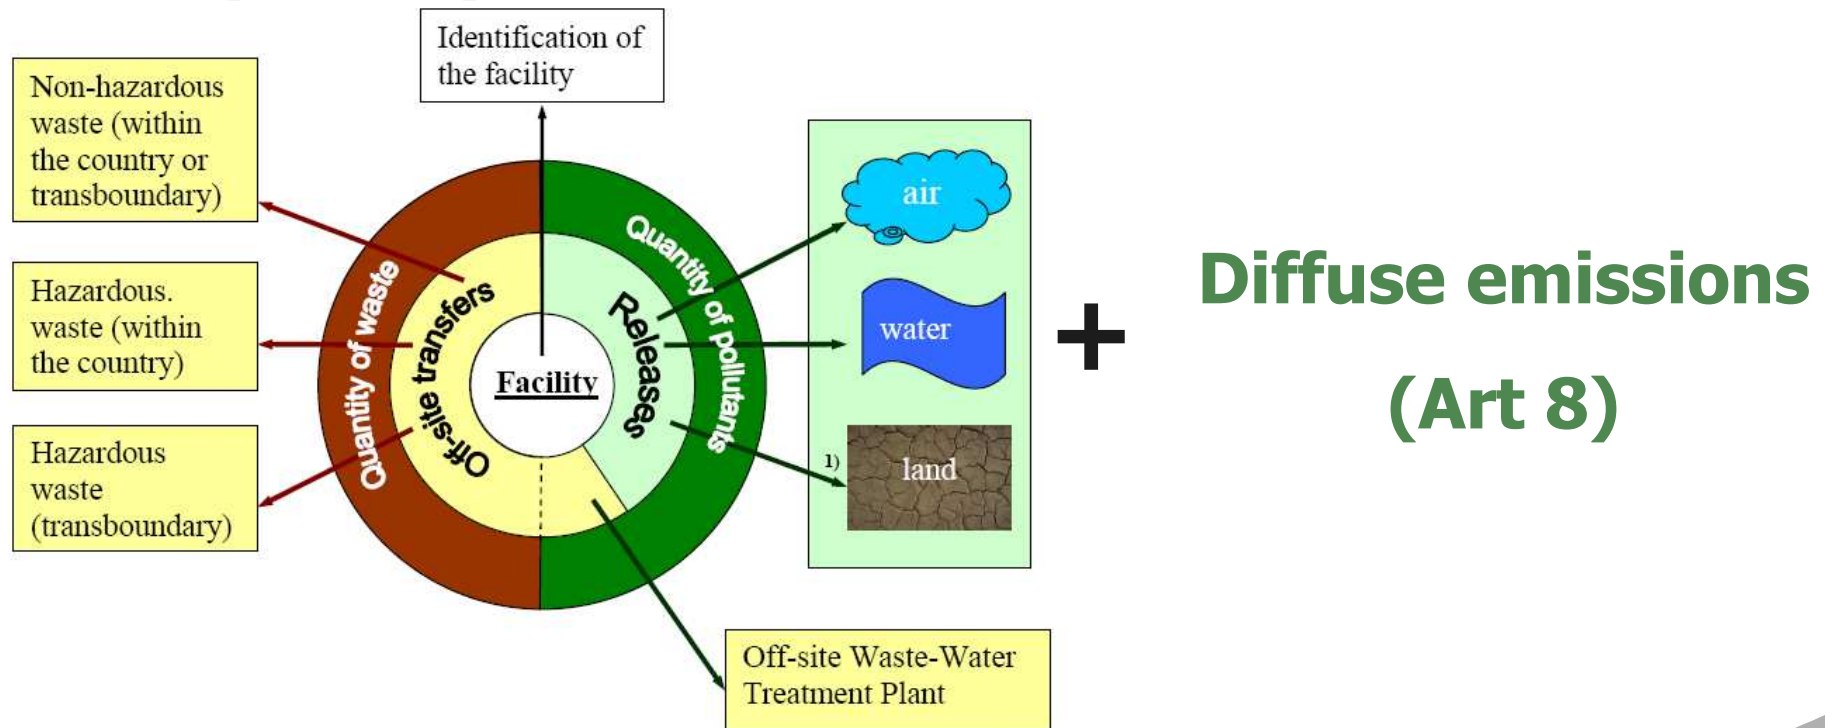 Identification of
the facility
Non-hazardous
waste (within
the country or
transboundary)
Hazardous.
waste (within
the country)
Hazardous
waste
(transboundary)
Quantity of waste
Off-site transfers
Facility
Releases
Quantity of pollutants
air
water
1)
land
Off-site Waste-Water
Treatment Plant
+
Diffuse emissions
(Art 8)